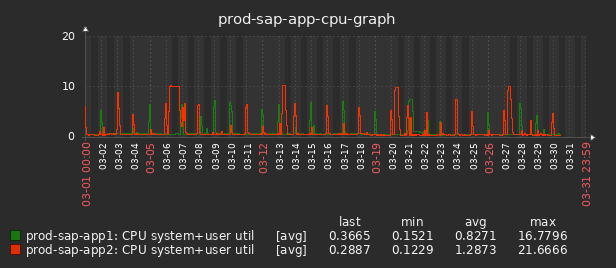 prod-sap-app-cpu-graph
20
10
0
03-01 00:00 03-02 03-03 03-04 03-05 03-06 03-07 03-08 03-09 03-10 03-11 03-12 03-13 03-14 03-15 03-16 03-17 03-18 03-19 03-20 03-21 03-22 03-23 03-24 03-25 03-26 03-27 03-28 03-29 03-30 03-31 03-31 23:59
last min avg max
prod-sap-app1: CPU system+user util [avg] 0.3665 0.1521 0.8271 16.7796
prod-sap-app2: CPU system+user util [avg] 0.2887 0.1229 1.2873 21.6666